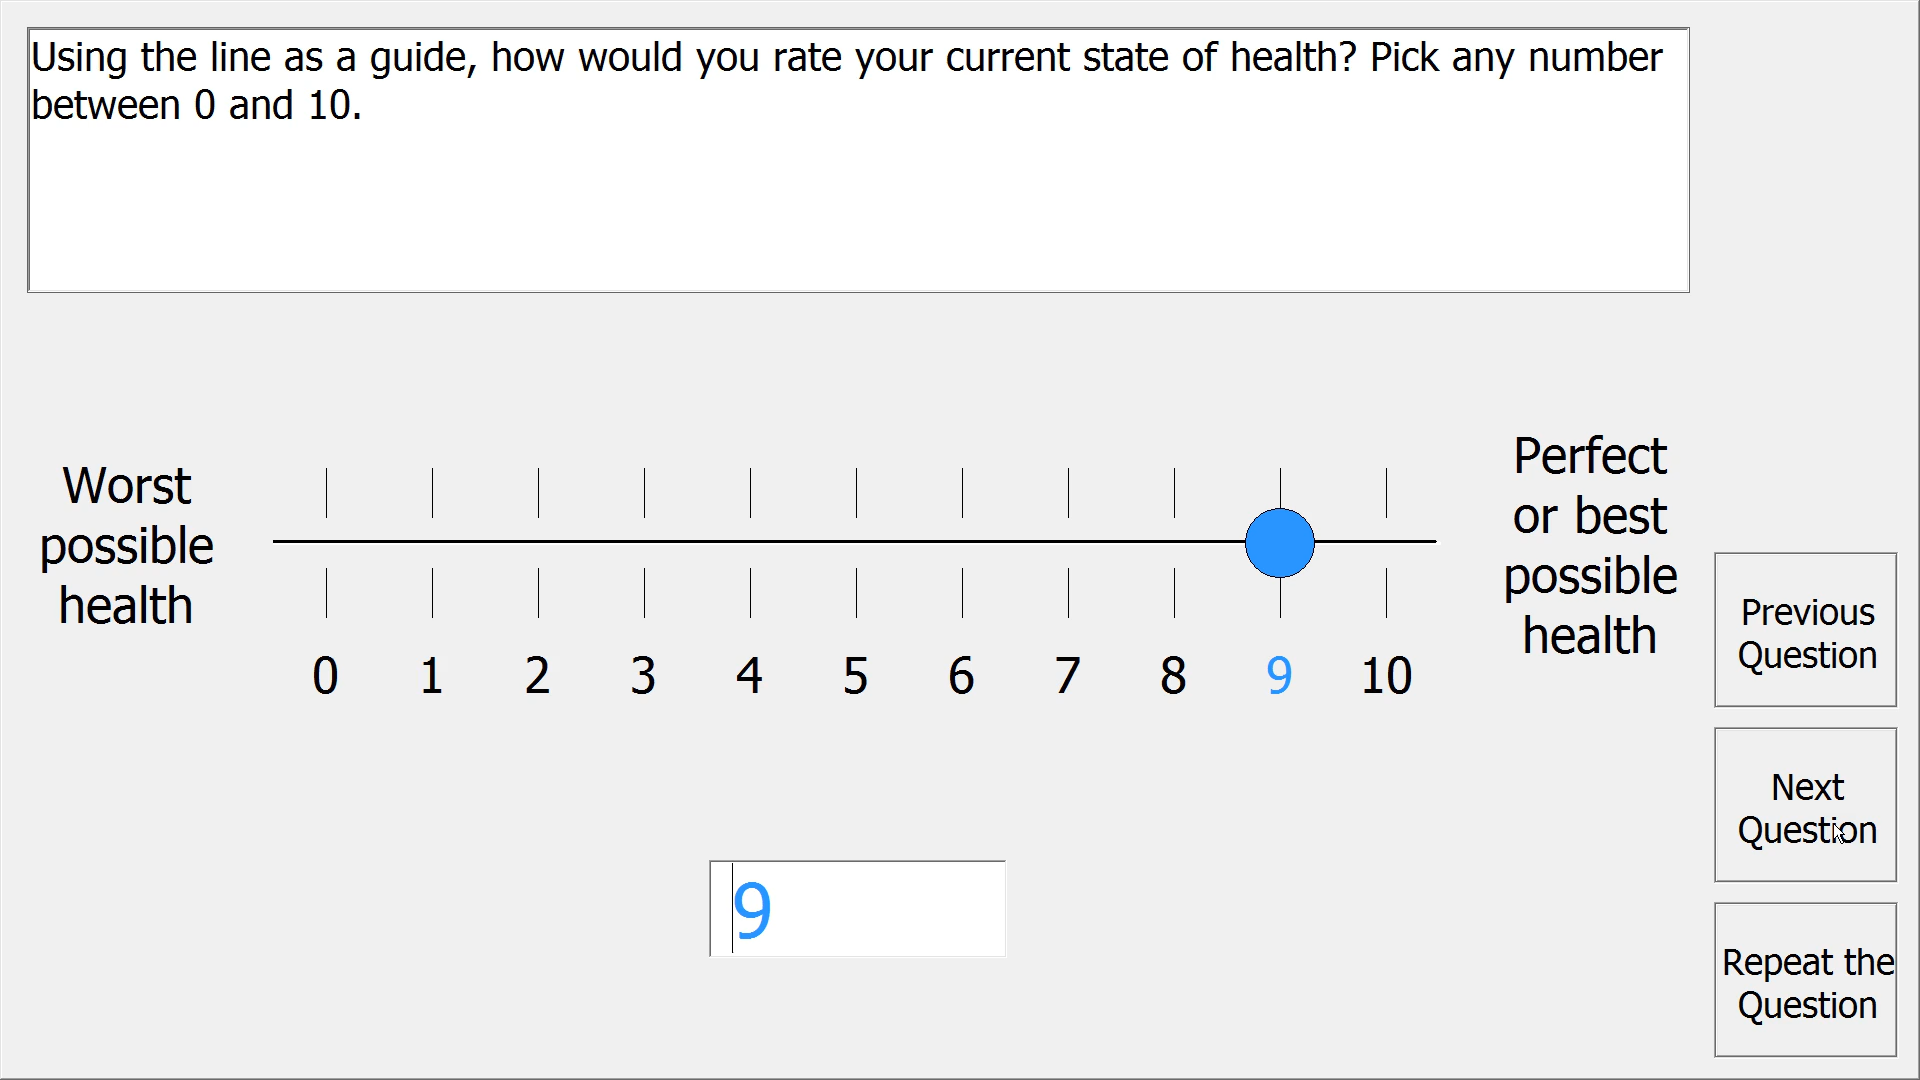 Using the line as a guide, how would you rate your current state of health? Pick any number
between 0 and 10.
Worst
possible
health
Perfect
or best
possible
health
0 1 2 3 4 5 6 7 8 9 10
9
Previous
Question
Next
Question
Repeat the
Question